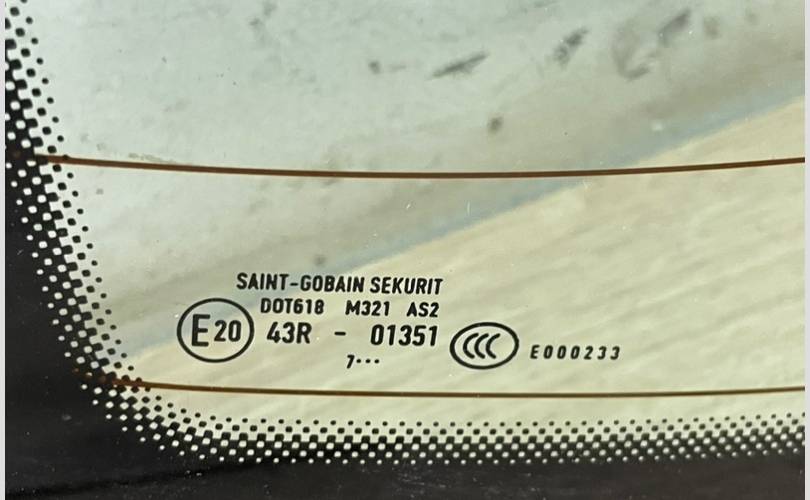 SAINT-GOBAIN SEKURIT
DOT618 M321 AS2
E20 43R - 01351 CCC E000233
7•••